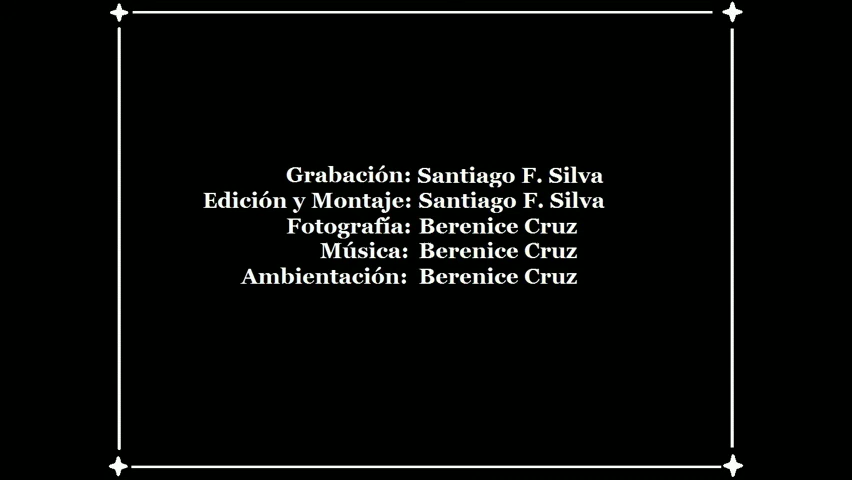 Grabación: Santiago F. Silva
Edición y Montaje: Santiago F. Silva
Fotografía: Berenice Cruz
Música: Berenice Cruz
Ambientación: Berenice Cruz